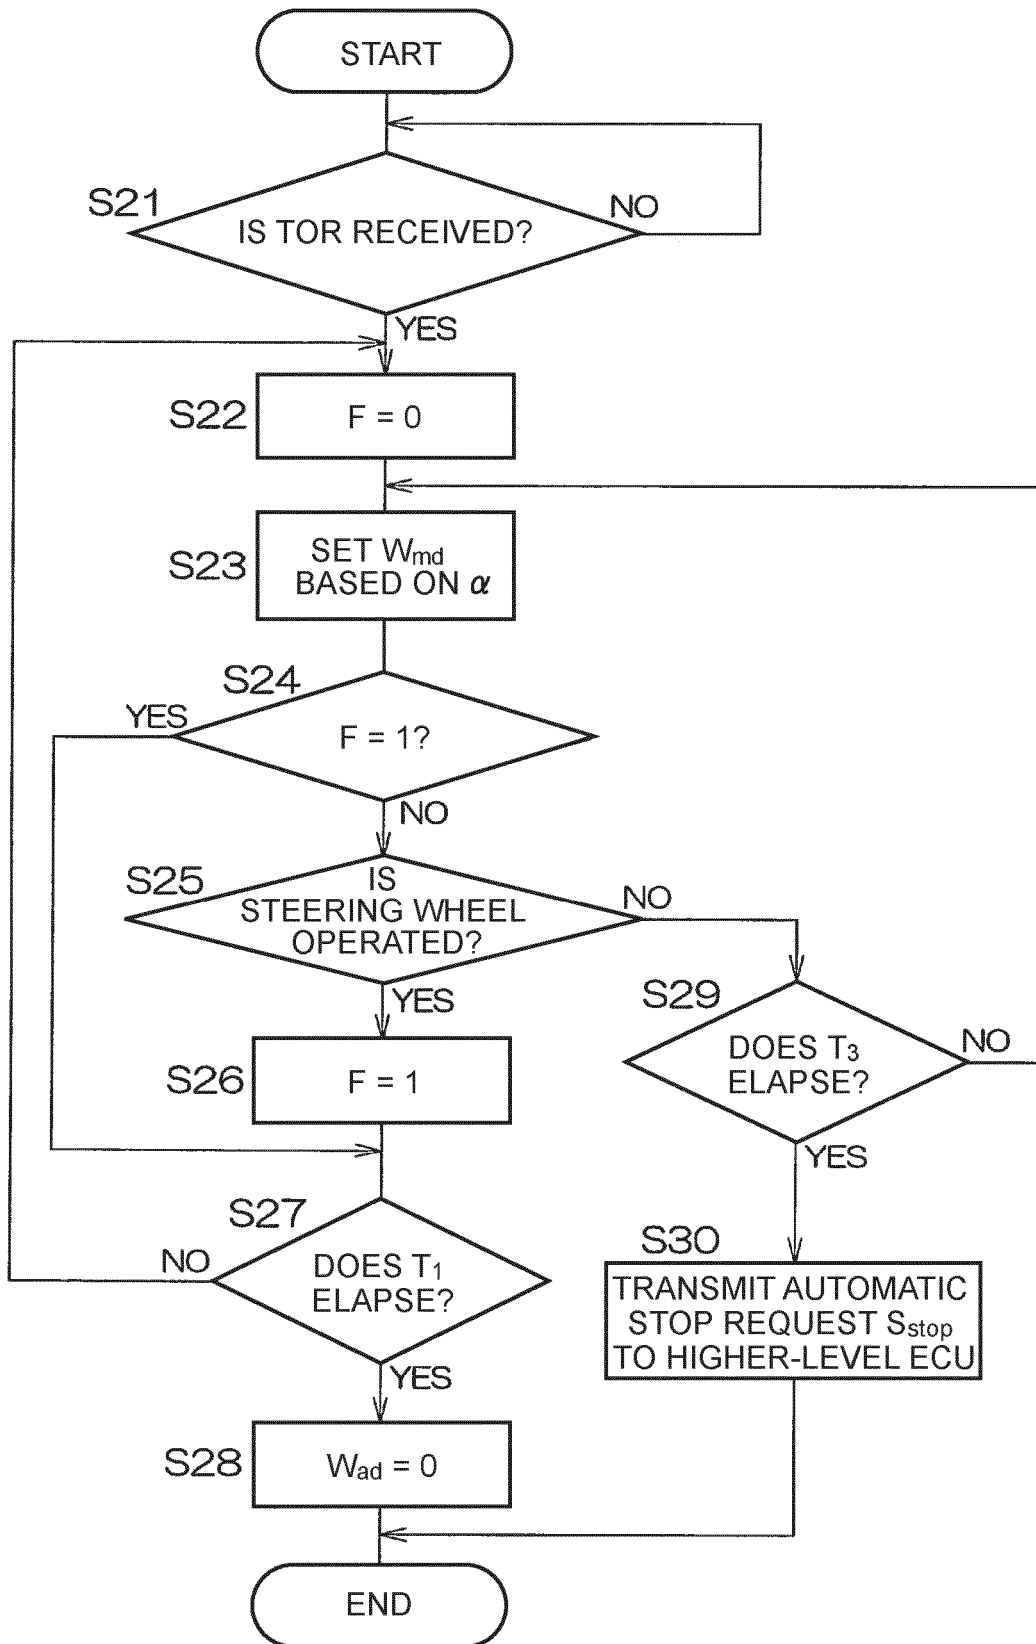 START
S21
IS TOR RECEIVED?
NO
YES
S22
F = 0
S23
SET Wmd
BASED ON α
S24
YES
F = 1?
NO
S25
IS
STEERING WHEEL
OPERATED?
NO
YES
S29
DOES T3
ELAPSE?
NO
S26
F = 1
YES
S27
NO
DOES T1
ELAPSE?
S30
TRANSMIT AUTOMATIC
STOP REQUEST Sstop
TO HIGHER-LEVEL ECU
YES
S28
Wad = 0
END